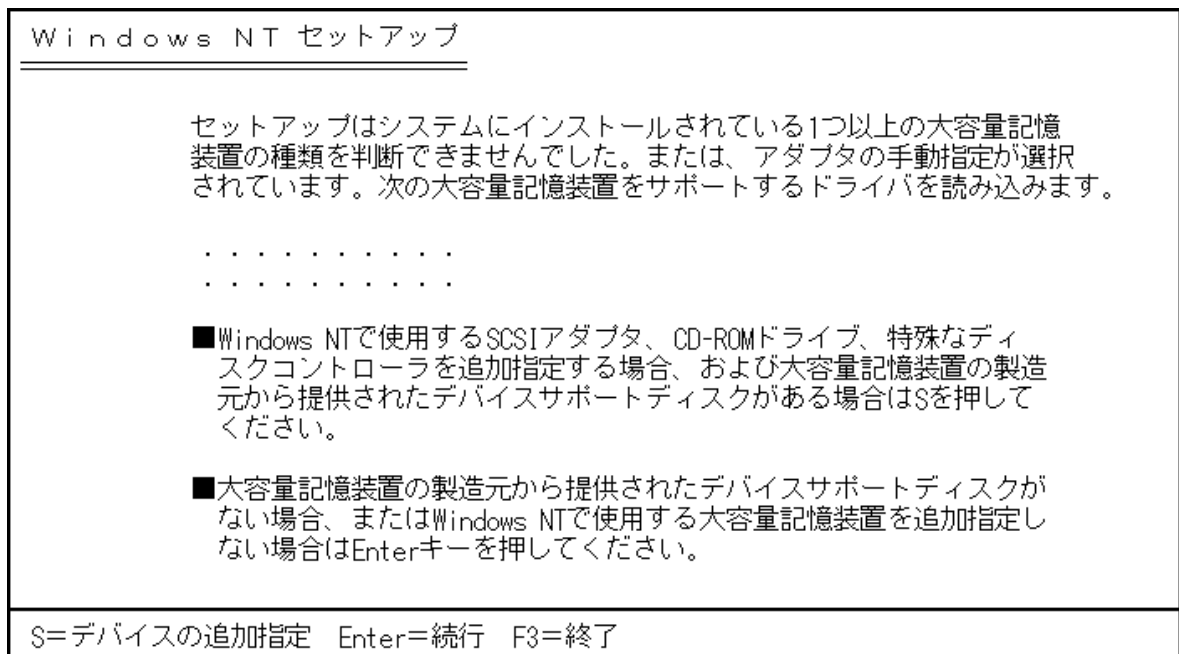 Ｗｉｎｄｏｗｓ ＮＴ セットアップ
セットアップはシステムにインストールされている1つ以上の大容量記憶
装置の種類を判断できませんでした。または、アダプタの手動指定が選択
されています。次の大容量記憶装置をサポートするドライバを読み込みます。
．．．．．．．．．．
．．．．．．．．．．
■Windows NTで使用するSCSIアダプタ、CD-ROMドライブ、特殊なディ
スクコントローラを追加指定する場合、および大容量記憶装置の製造
元から提供されたデバイスサポートディスクがある場合はSを押して
ください。
■大容量記憶装置の製造元から提供されたデバイスサポートディスクが
ない場合、またはWindows NTで使用する大容量記憶装置を追加指定し
ない場合はEnterキーを押してください。
S＝デバイスの追加指定 Enter＝続行 F3＝終了